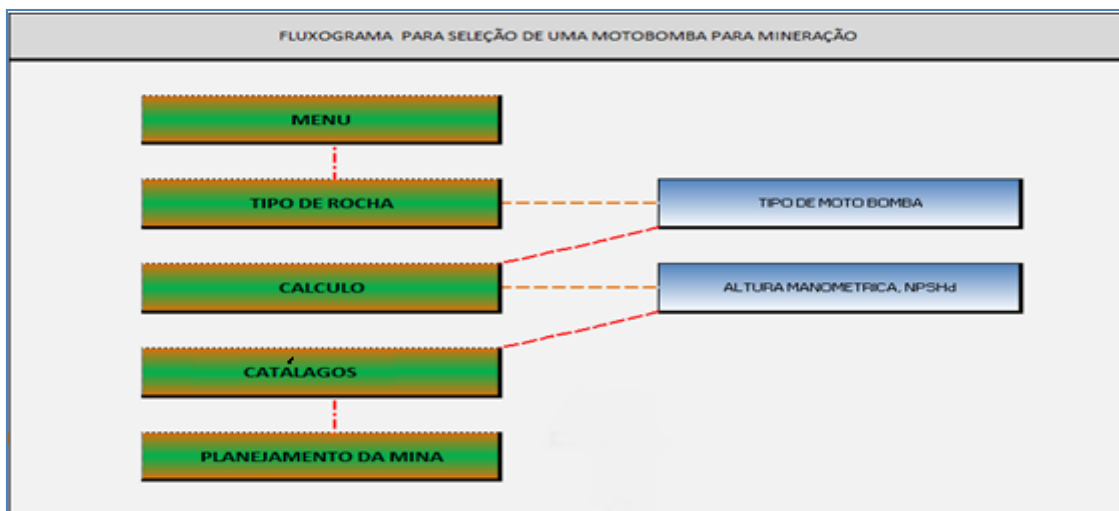 FLUXOGRAMA PARA SELEÇÃO DE UMA MOTOBOMBA PARA MINERAÇÃO
MENU
TIPO DE ROCHA
TIPO DE MOTO BOMBA
CALCULO
ALTURA MANOMETRICA, NPSHd
CATÁLAGOS
PLANEJAMENTO DA MINA